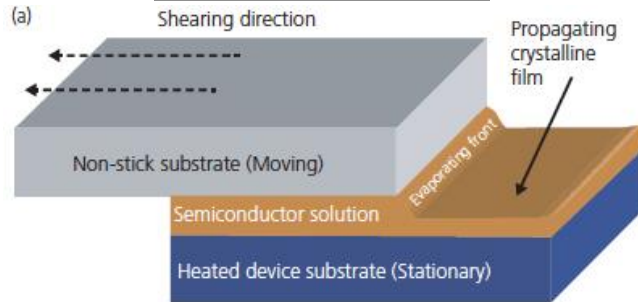 (a)
Shearing direction
Propagating
crystalline
film
Non-stick substrate (Moving)
Evaporating front
Semiconductor solution
Heated device substrate (Stationary)